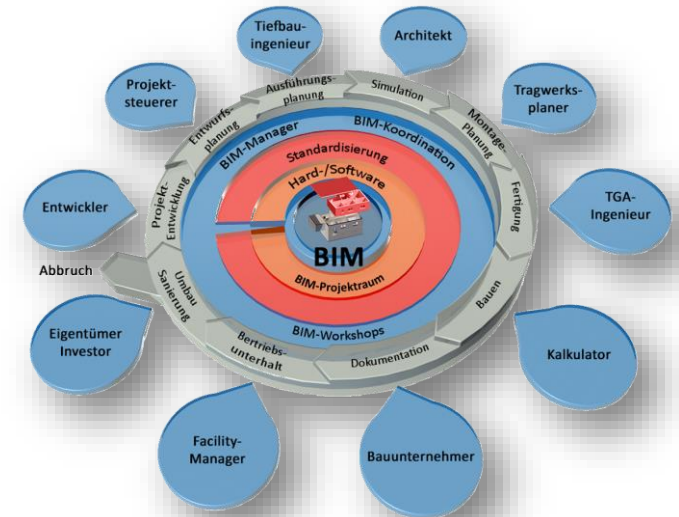 Tiefbau-
ingenieur
Architekt
Projekt-
steuerer
Tragwerks-
planer
Entwickler
TGA-
Ingenieur
Abbruch
Eigentümer
Investor
Kalkulator
Facility-
Manager
Bauunternehmer
Projekt-
Entwicklung
Entwurfs-
planung
Ausführungs-
planung
Simulation
Montage-
Planung
Fertigung
Bauen
Dokumentation
Bertriebs-
unterhalt
Umbau
Sanierung
BIM-Manager
BIM-Koordination
BIM-Workshops
Standardisierung
Hard-/Software
BIM
BIM-Projektraum